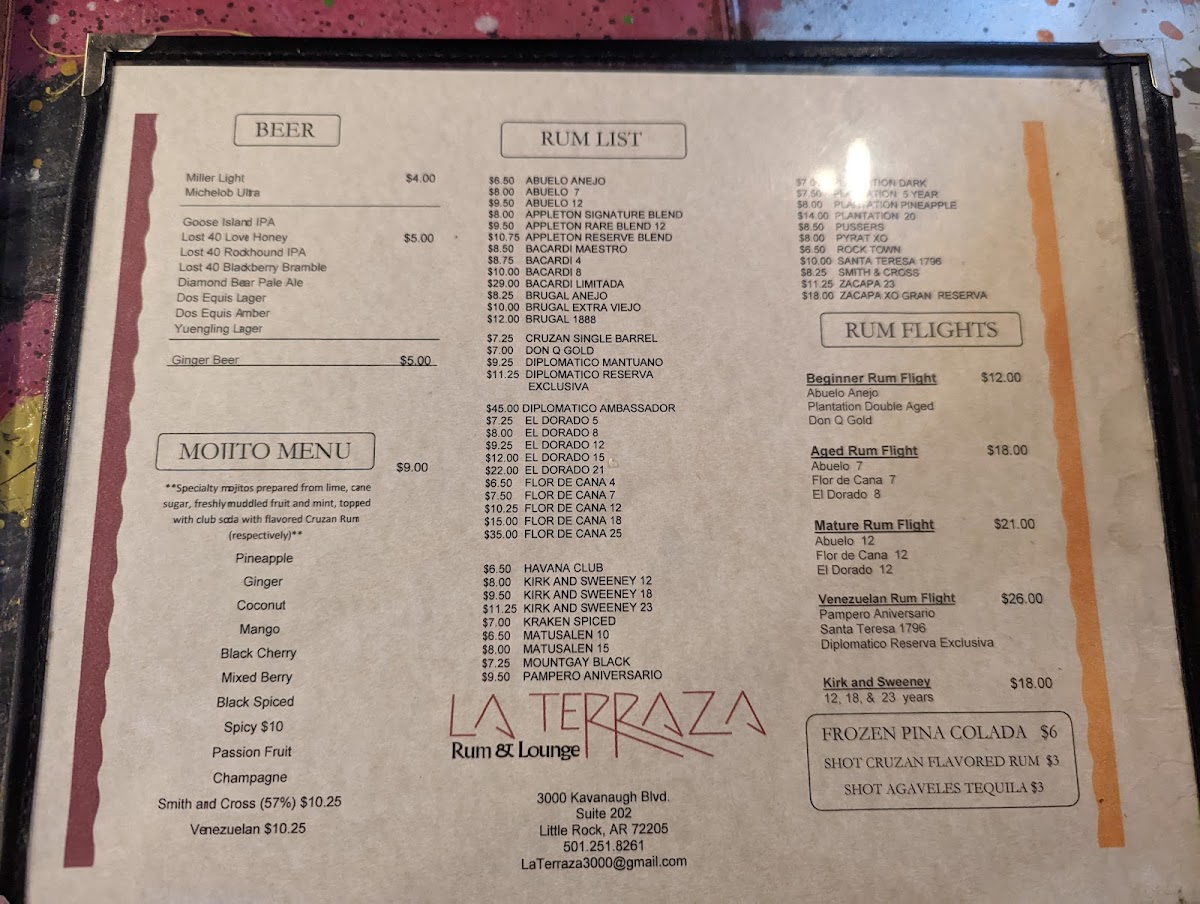 BEER
Miller Light $4.00
Michelob Ultra
Goose Island IPA
Lost 40 Love Honey $5.00
Lost 40 Rockhound IPA
Lost 40 Blackberry Bramble
Diamond Bear Pale Ale
Dos Equis Lager
Dos Equis Amber
Yuengling Lager
Ginger Beer $5.00
MOJITO MENU
$9.00
**Specialty mojitos prepared from lime, cane
sugar, freshly muddled fruit and mint, topped
with club soda with flavored Cruzan Rum
(respectively)**
Pineapple
Ginger
Coconut
Mango
Black Cherry
Mixed Berry
Black Spiced
Spicy $10
Passion Fruit
Champagne
Smith and Cross (57%) $10.25
Venezuelan $10.25
RUM LIST
$6.50 ABUELO ANEJO
$8.00 ABUELO 7
$9.50 ABUELO 12
$8.00 APPLETON SIGNATURE BLEND
$9.50 APPLETON RARE BLEND 12
$10.75 APPLETON RESERVE BLEND
$8.50 BACARDI MAESTRO
$8.75 BACARDI 4
$10.00 BACARDI 8
$29.00 BACARDI LIMITADA
$8.25 BRUGAL ANEJO
$10.00 BRUGAL EXTRA VIEJO
$12.00 BRUGAL 1888
$7.25 CRUZAN SINGLE BARREL
$7.00 DON Q GOLD
$9.25 DIPLOMATICO MANTUANO
$11.25 DIPLOMATICO RESERVA
EXCLUSIVA
$45.00 DIPLOMATICO AMBASSADOR
$7.25 EL DORADO 5
$8.00 EL DORADO 8
$9.25 EL DORADO 12
$12.00 EL DORADO 15
$22.00 EL DORADO 21
$6.50 FLOR DE CANA 4
$7.50 FLOR DE CANA 7
$10.25 FLOR DE CANA 12
$15.00 FLOR DE CANA 18
$35.00 FLOR DE CANA 25
$6.50 HAVANA CLUB
$8.00 KIRK AND SWEENEY 12
$9.50 KIRK AND SWEENEY 18
$11.25 KIRK AND SWEENEY 23
$7.00 KRAKEN SPICED
$6.50 MATUSALEN 10
$8.00 MATUSALEN 15
$7.25 MOUNTGAY BLACK
$9.50 PAMPERO ANIVERSARIO
LA TERRAZA
Rum & Lounge
3000 Kavanaugh Blvd.
Suite 202
Little Rock, AR 72205
501.251.8261
LaTerraza3000@gmail.com
DARK
$7.50 PLANTATION 5 YEAR
PLANTATION PINEAPPLE
$14.00 PLANTATION 20
PUSSERS
$8.00 PYRAT XO
$6.50 ROCK TOWN
$10.00 SANTA TERESA 1796
$8.25 SMITH & CROSS
$11.25 ZACAPA 23
$18.00 ZACAPA XO GRAN RESERVA
RUM FLIGHTS
Beginner Rum Flight $12.00
Abuelo Anejo
Plantation Double Aged
Don Q Gold
Aged Rum Flight $18.00
Abuelo 7
Flor de Cana 7
El Dorado 8
Mature Rum Flight $21.00
Abuelo 12
Flor de Cana 12
El Dorado 12
Venezuelan Rum Flight $26.00
Pampero Aniversario
Santa Teresa 1796
Diplomatico Reserva Exclusiva
Kirk and Sweeney $18.00
12, 18, & 23 years
FROZEN PINA COLADA $6
SHOT CRUZAN FLAVORED RUM $3
SHOT AGAVELES TEQUILA $3